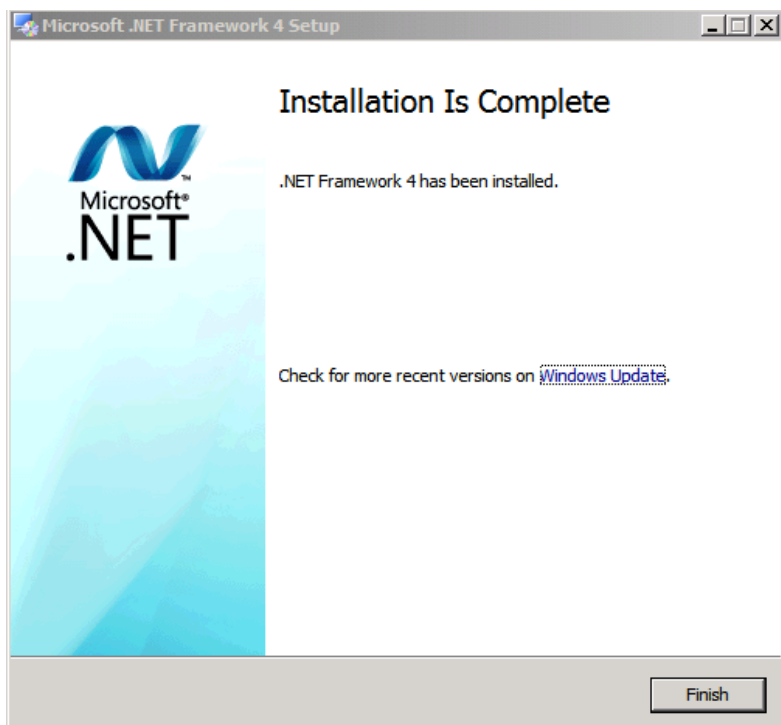 Microsoft .NET Framework 4 Setup
Installation Is Complete
.NET Framework 4 has been installed.
Microsoft®
.NET™
Check for more recent versions on Windows Update.
Finish